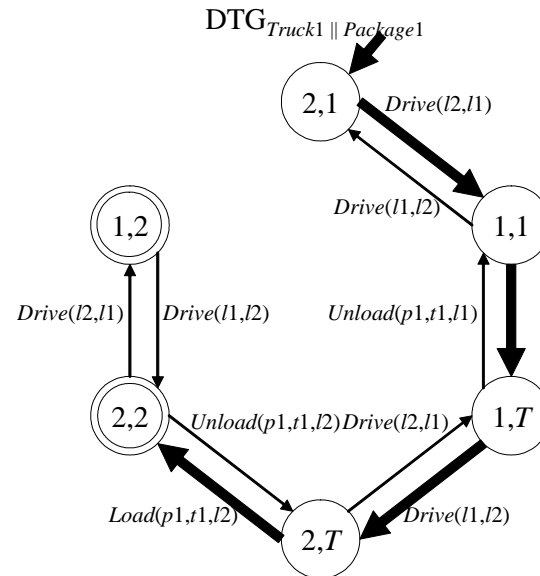 DTG_{Truck1 || Package1}
2,1
Drive(l2,l1)
Drive(l1,l2)
1,2
1,1
Drive(l2,l1)
Drive(l1,l2)
Unload(p1,t1,l1)
2,2
Unload(p1,t1,l2)
Drive(l2,l1)
1,T
Load(p1,t1,l2)
Drive(l1,l2)
2,T